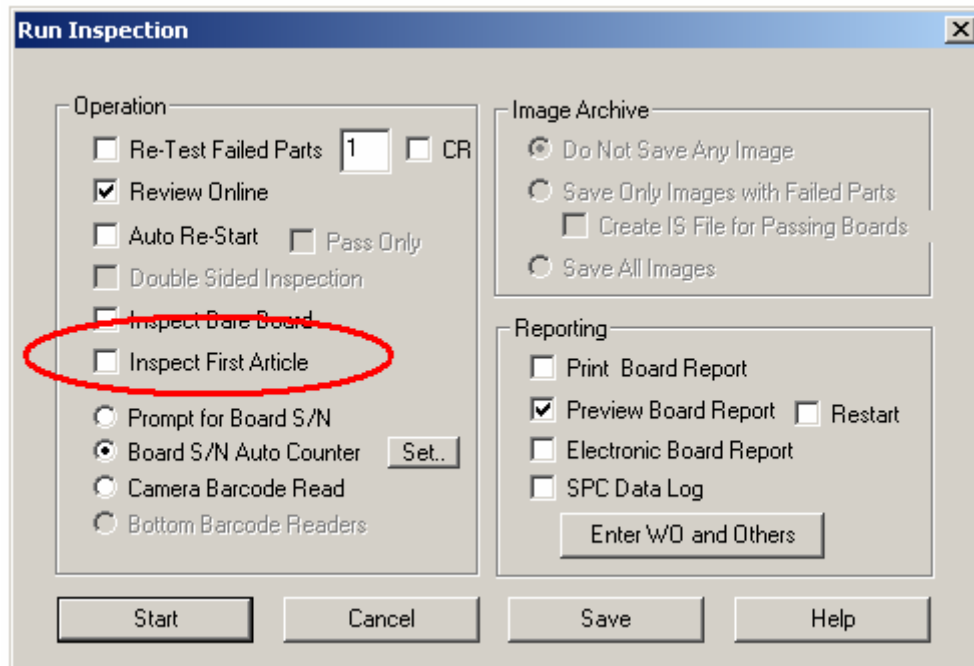 Run Inspection
Operation
Re-Test Failed Parts 1 CR
Review Online
Auto Re-Start Pass Only
Double Sided Inspection
Inspect Bare Board
Inspect First Article
Prompt for Board S/N
Board S/N Auto Counter Set..
Camera Barcode Read
Bottom Barcode Readers
Image Archive
Do Not Save Any Image
Save Only Images with Failed Parts
Create IS File for Passing Boards
Save All Images
Reporting
Print Board Report
Preview Board Report Restart
Electronic Board Report
SPC Data Log
Enter WO and Others
Start Cancel Save Help